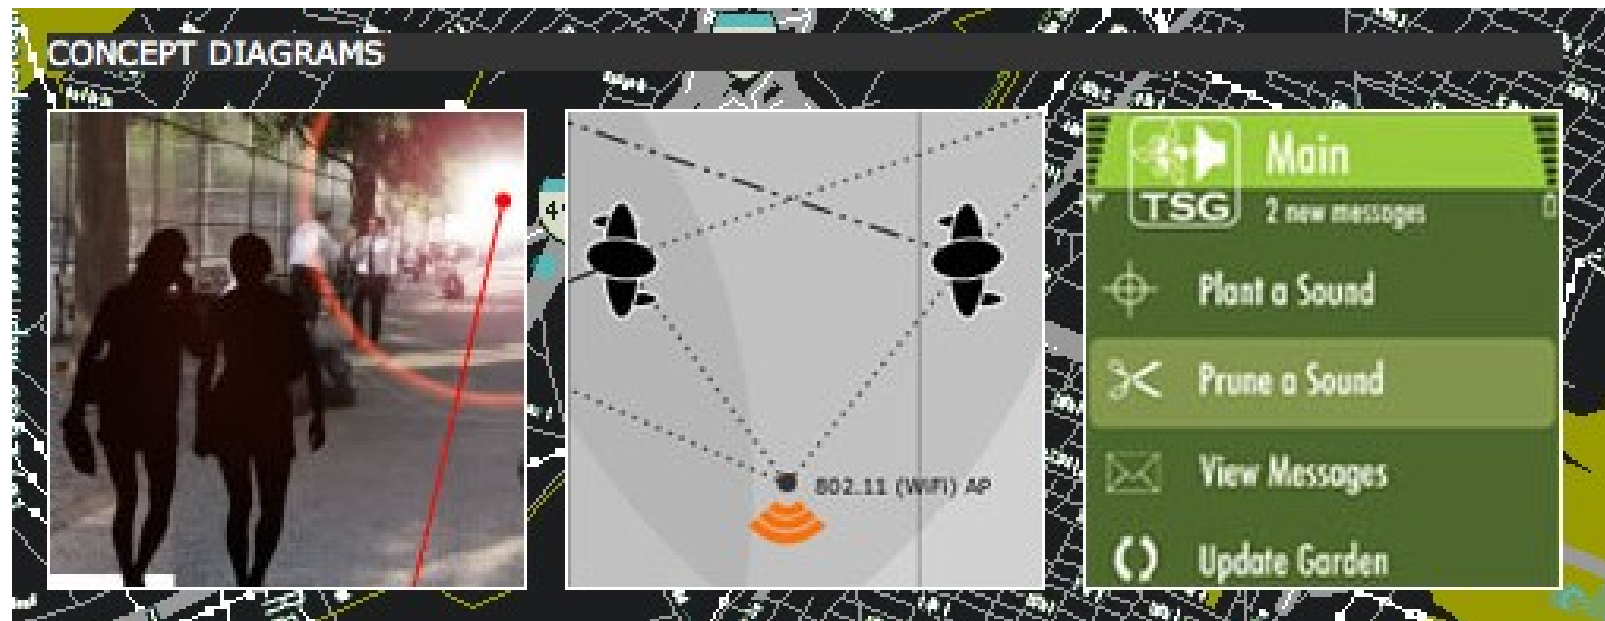 CONCEPT DIAGRAMS
802.11 (WiFi) AP
Main
TSG
2 new messages
Plant a Sound
Prune a Sound
View Messages
Update Garden